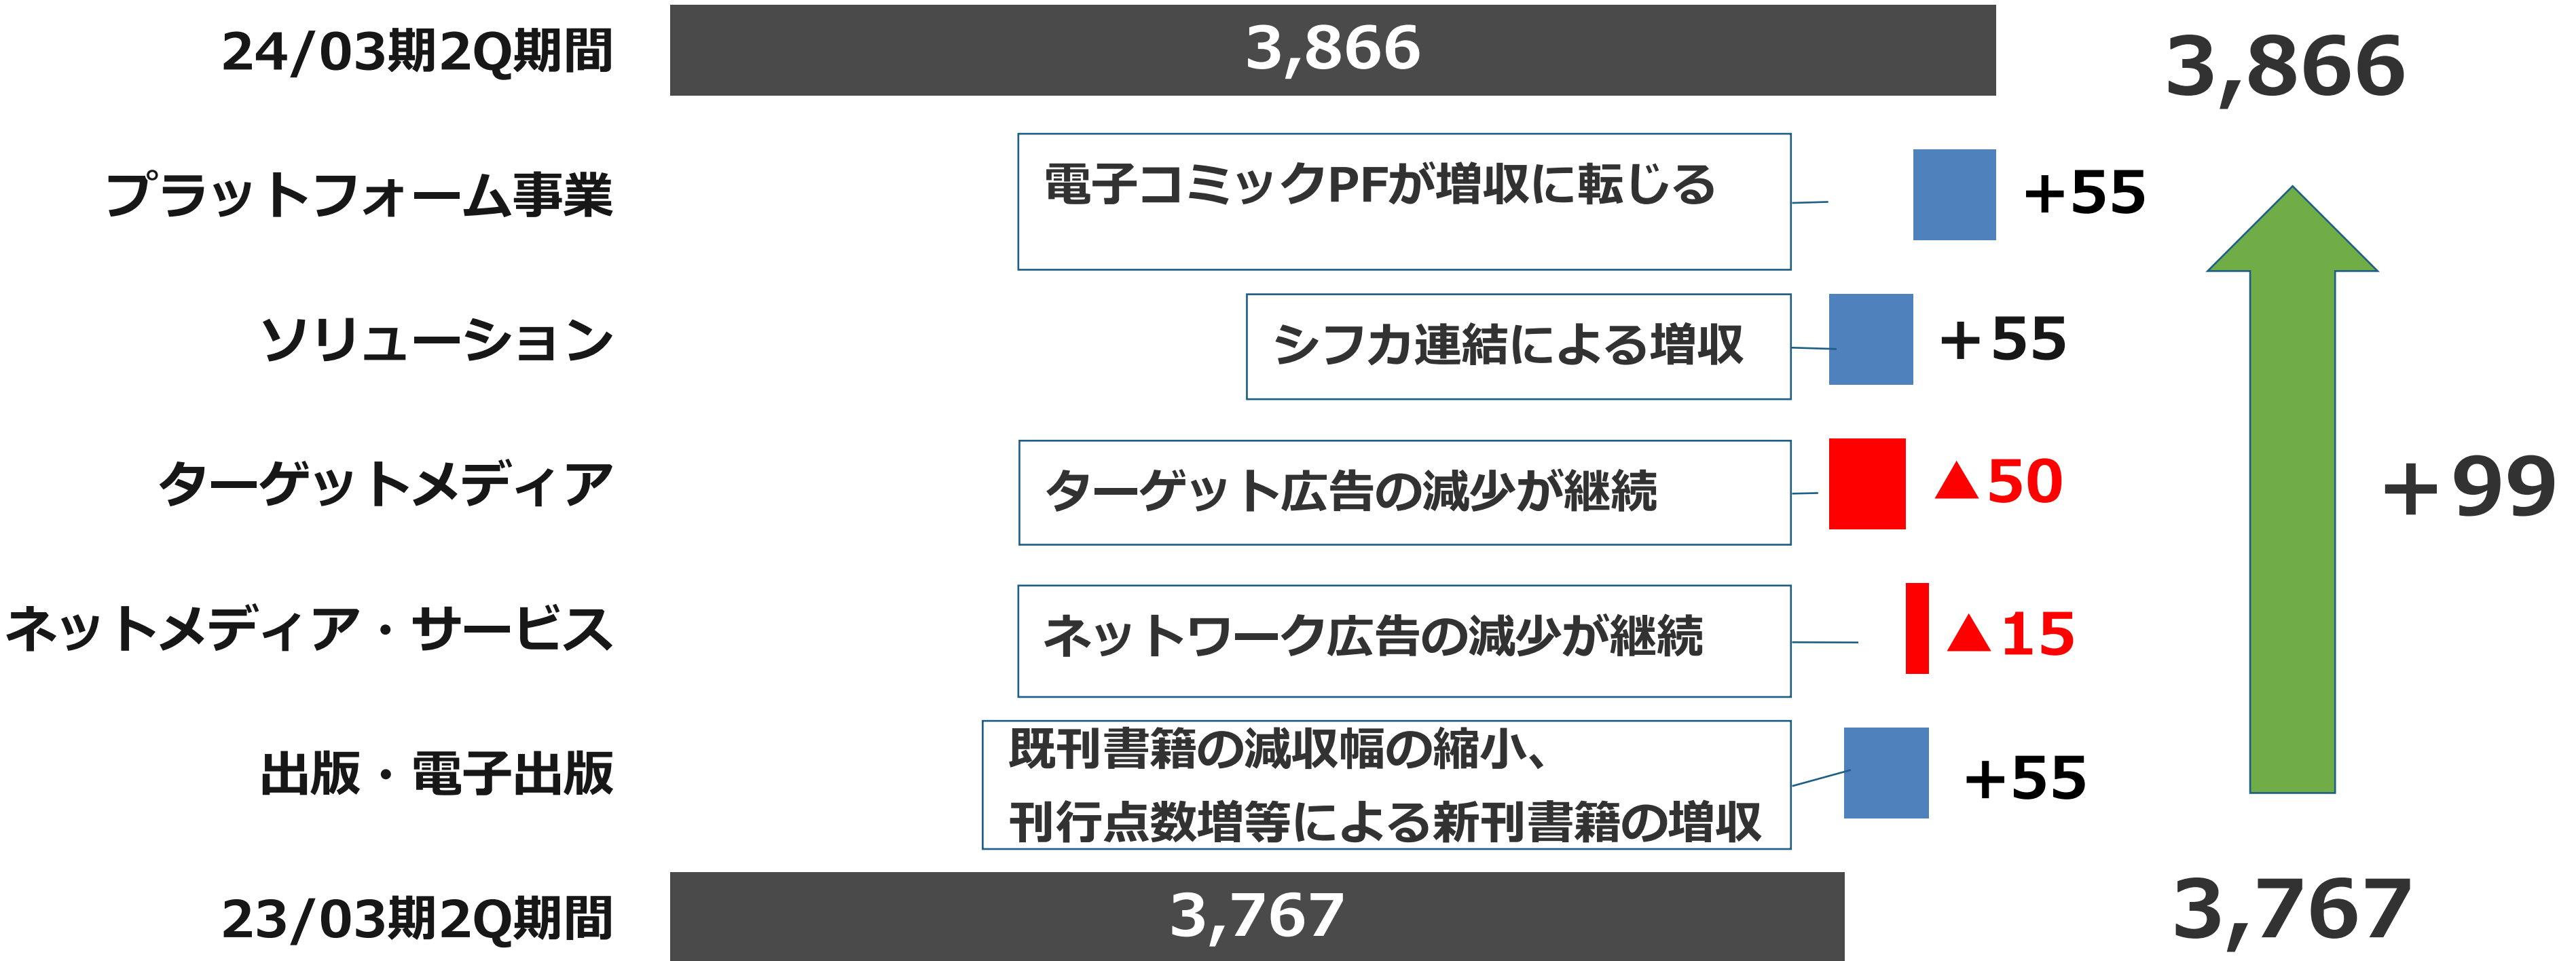 24/03期2Q期間 3,866 3,866
プラットフォーム事業 電子コミックPFが増収に転じる +55
ソリューション シフカ連結による増収 +55
ターゲットメディア ターゲット広告の減少が継続 ▲50
+99
ネットメディア・サービス ネットワーク広告の減少が継続 ▲15
出版・電子出版 既刊書籍の減収幅の縮小、
刊行点数増等による新刊書籍の増収 +55
23/03期2Q期間 3,767 3,767